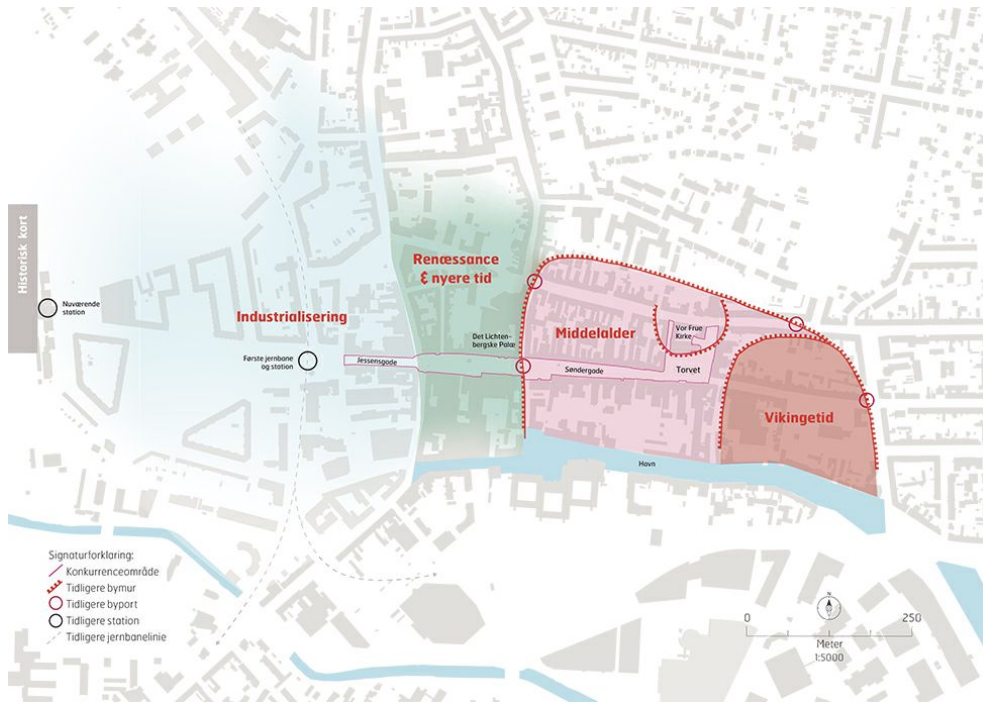 Historisk kort
Nuværende
station
Industrialisering
Første jernbane
og station
Jessensgade
Renæssance
& nyere tid
Det Lichten-
bergske Palæ
Middelalder
Vor Frue
Kirke
Søndergade
Torvet
Vikingetid
Havn
Signaturforklaring:
Konkurrenceområde
Tidligere bymur
Tidligere byport
Tidligere station
Tidligere jernbanelinie
N
0
250
Meter
1:5000